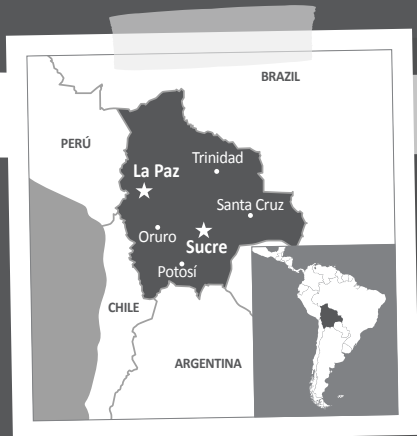 BRAZIL
PERÚ
Trinidad
La Paz
Santa Cruz
Oruro
Sucre
Potosí
CHILE
ARGENTINA